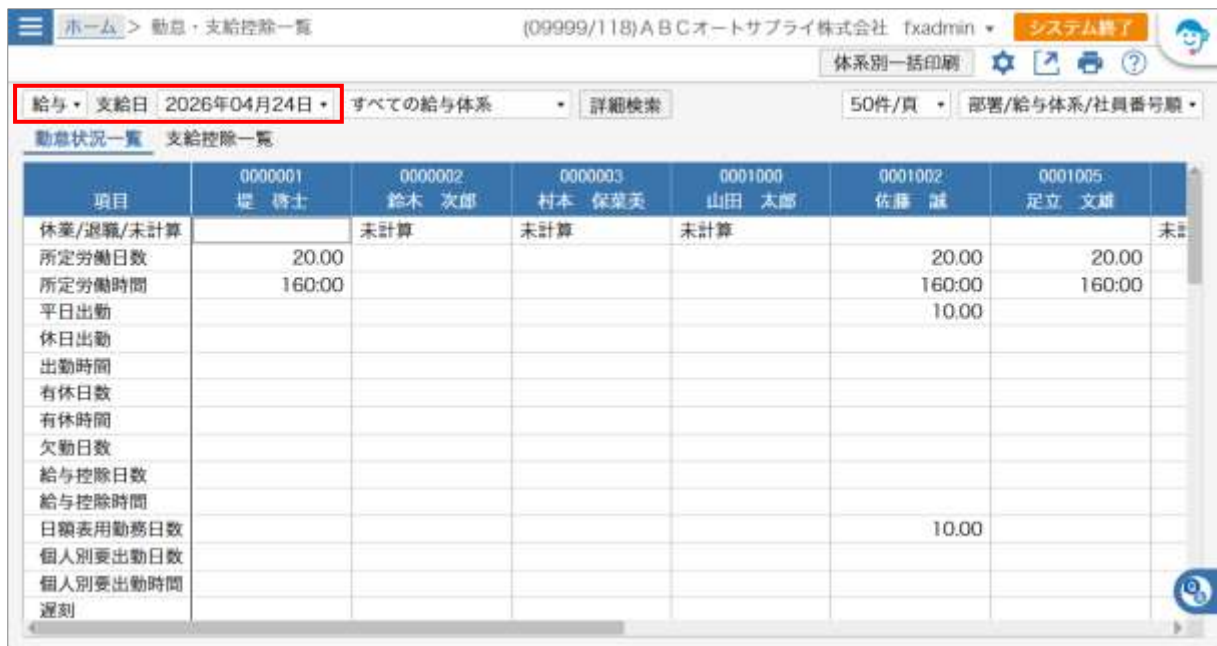 ホーム > 勤怠・支給控除一覧 (09999/118)ABCオートサプライ株式会社 fxadmin システム終了
体系別一括印刷
給与 支給日 2026年04月24日 すべての給与体系 詳細検索 50件/頁 部署/給与体系/社員番号順
勤怠状況一覧 支給控除一覧
項目 0000001 堤 啓士 0000002 鈴木 次郎 0000003 村本 保菜美 0001000 山田 太郎 0001002 佐藤 誠 0001005 足立 文雄
休業/退職/未計算 未計算 未計算 未計算 未
所定労働日数 20.00 20.00 20.00
所定労働時間 160:00 160:00 160:00
平日出勤 10.00
休日出勤
出勤時間
有休日数
有休時間
欠勤日数
給与控除日数
給与控除時間
日額表用勤務日数 10.00
個人別要出勤日数
個人別要出勤時間
遅刻